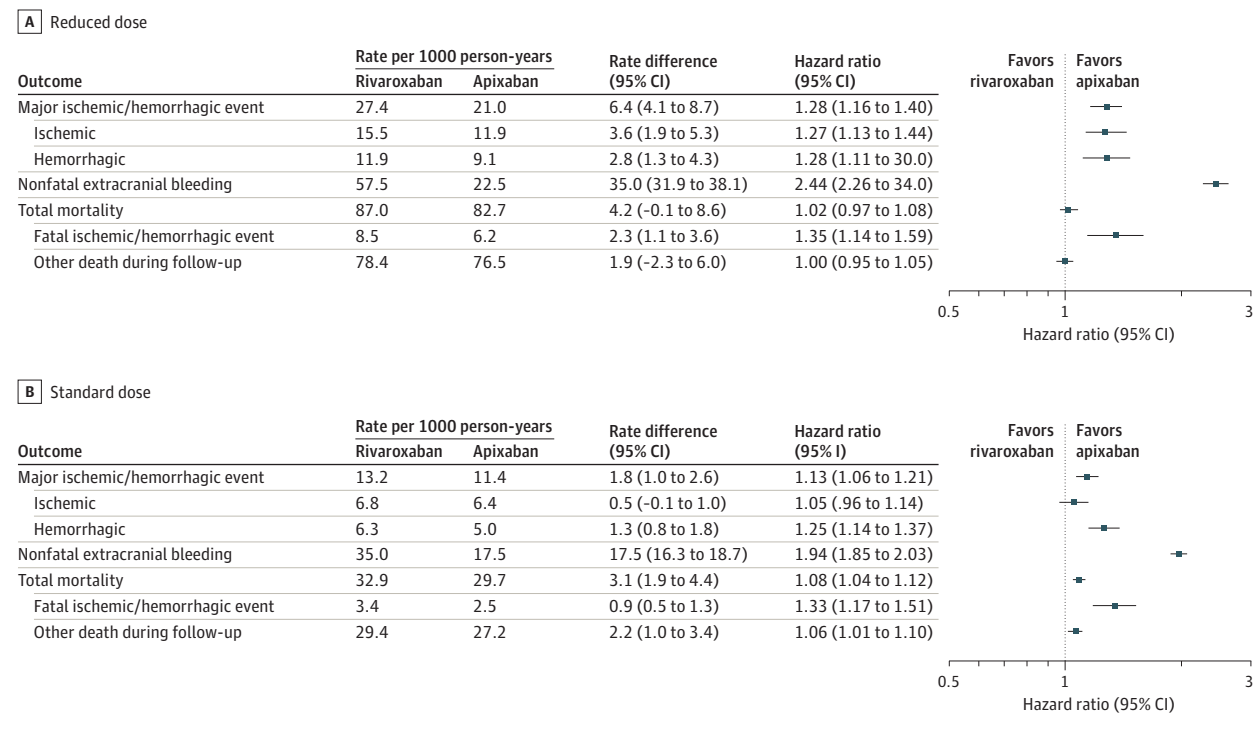 A Reduced dose
Rate per 1000 person-years Rate difference Hazard ratio Favors Favors
Outcome Rivaroxaban Apixaban (95% CI) (95% CI) rivaroxaban apixaban
Major ischemic/hemorrhagic event 27.4 21.0 6.4 (4.1 to 8.7) 1.28 (1.16 to 1.40)
Ischemic 15.5 11.9 3.6 (1.9 to 5.3) 1.27 (1.13 to 1.44)
Hemorrhagic 11.9 9.1 2.8 (1.3 to 4.3) 1.28 (1.11 to 30.0)
Nonfatal extracranial bleeding 57.5 22.5 35.0 (31.9 to 38.1) 2.44 (2.26 to 34.0)
Total mortality 87.0 82.7 4.2 (-0.1 to 8.6) 1.02 (0.97 to 1.08)
Fatal ischemic/hemorrhagic event 8.5 6.2 2.3 (1.1 to 3.6) 1.35 (1.14 to 1.59)
Other death during follow-up 78.4 76.5 1.9 (-2.3 to 6.0) 1.00 (0.95 to 1.05)
0.5 1 3
Hazard ratio (95% CI)
B Standard dose
Rate per 1000 person-years Rate difference Hazard ratio Favors Favors
Outcome Rivaroxaban Apixaban (95% CI) (95% I) rivaroxaban apixaban
Major ischemic/hemorrhagic event 13.2 11.4 1.8 (1.0 to 2.6) 1.13 (1.06 to 1.21)
Ischemic 6.8 6.4 0.5 (-0.1 to 1.0) 1.05 (.96 to 1.14)
Hemorrhagic 6.3 5.0 1.3 (0.8 to 1.8) 1.25 (1.14 to 1.37)
Nonfatal extracranial bleeding 35.0 17.5 17.5 (16.3 to 18.7) 1.94 (1.85 to 2.03)
Total mortality 32.9 29.7 3.1 (1.9 to 4.4) 1.08 (1.04 to 1.12)
Fatal ischemic/hemorrhagic event 3.4 2.5 0.9 (0.5 to 1.3) 1.33 (1.17 to 1.51)
Other death during follow-up 29.4 27.2 2.2 (1.0 to 3.4) 1.06 (1.01 to 1.10)
0.5 1 3
Hazard ratio (95% CI)